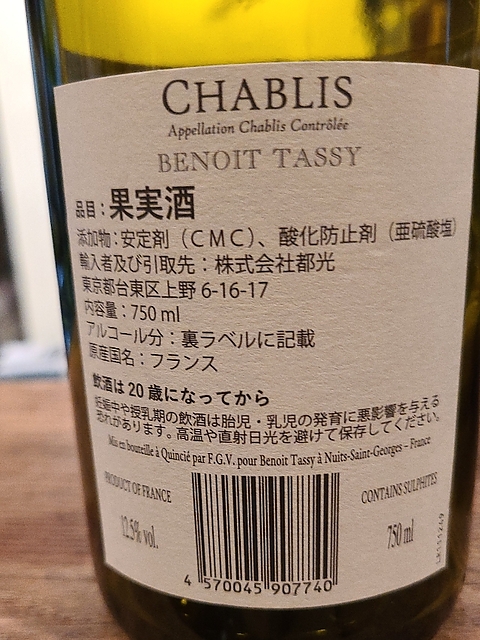 CHABLIS
Appellation Chablis Contrôlée
BENOIT TASSY
品目：果実酒
添加物：安定剤（CMC）、酸化防止剤（亜硫酸塩）
輸入者及び引取先：株式会社都光
東京都台東区上野 6-16-17
内容量：750 ml
アルコール分：裏ラベルに記載
原産国名：フランス
飲酒は 20 歳になってから
妊娠中や授乳期の飲酒は胎児・乳児の発育に悪影響を与える
恐れがあります。高温や直射日光を避けて保存してください。
Mis en bouteille à Quincié par F.G.V. pour Benoit Tassy à Nuits-Saint-Georges – France
PRODUCT OF FRANCE
CONTAINS SULPHITES
12.5% vol.
750 ml
4 570045 907740